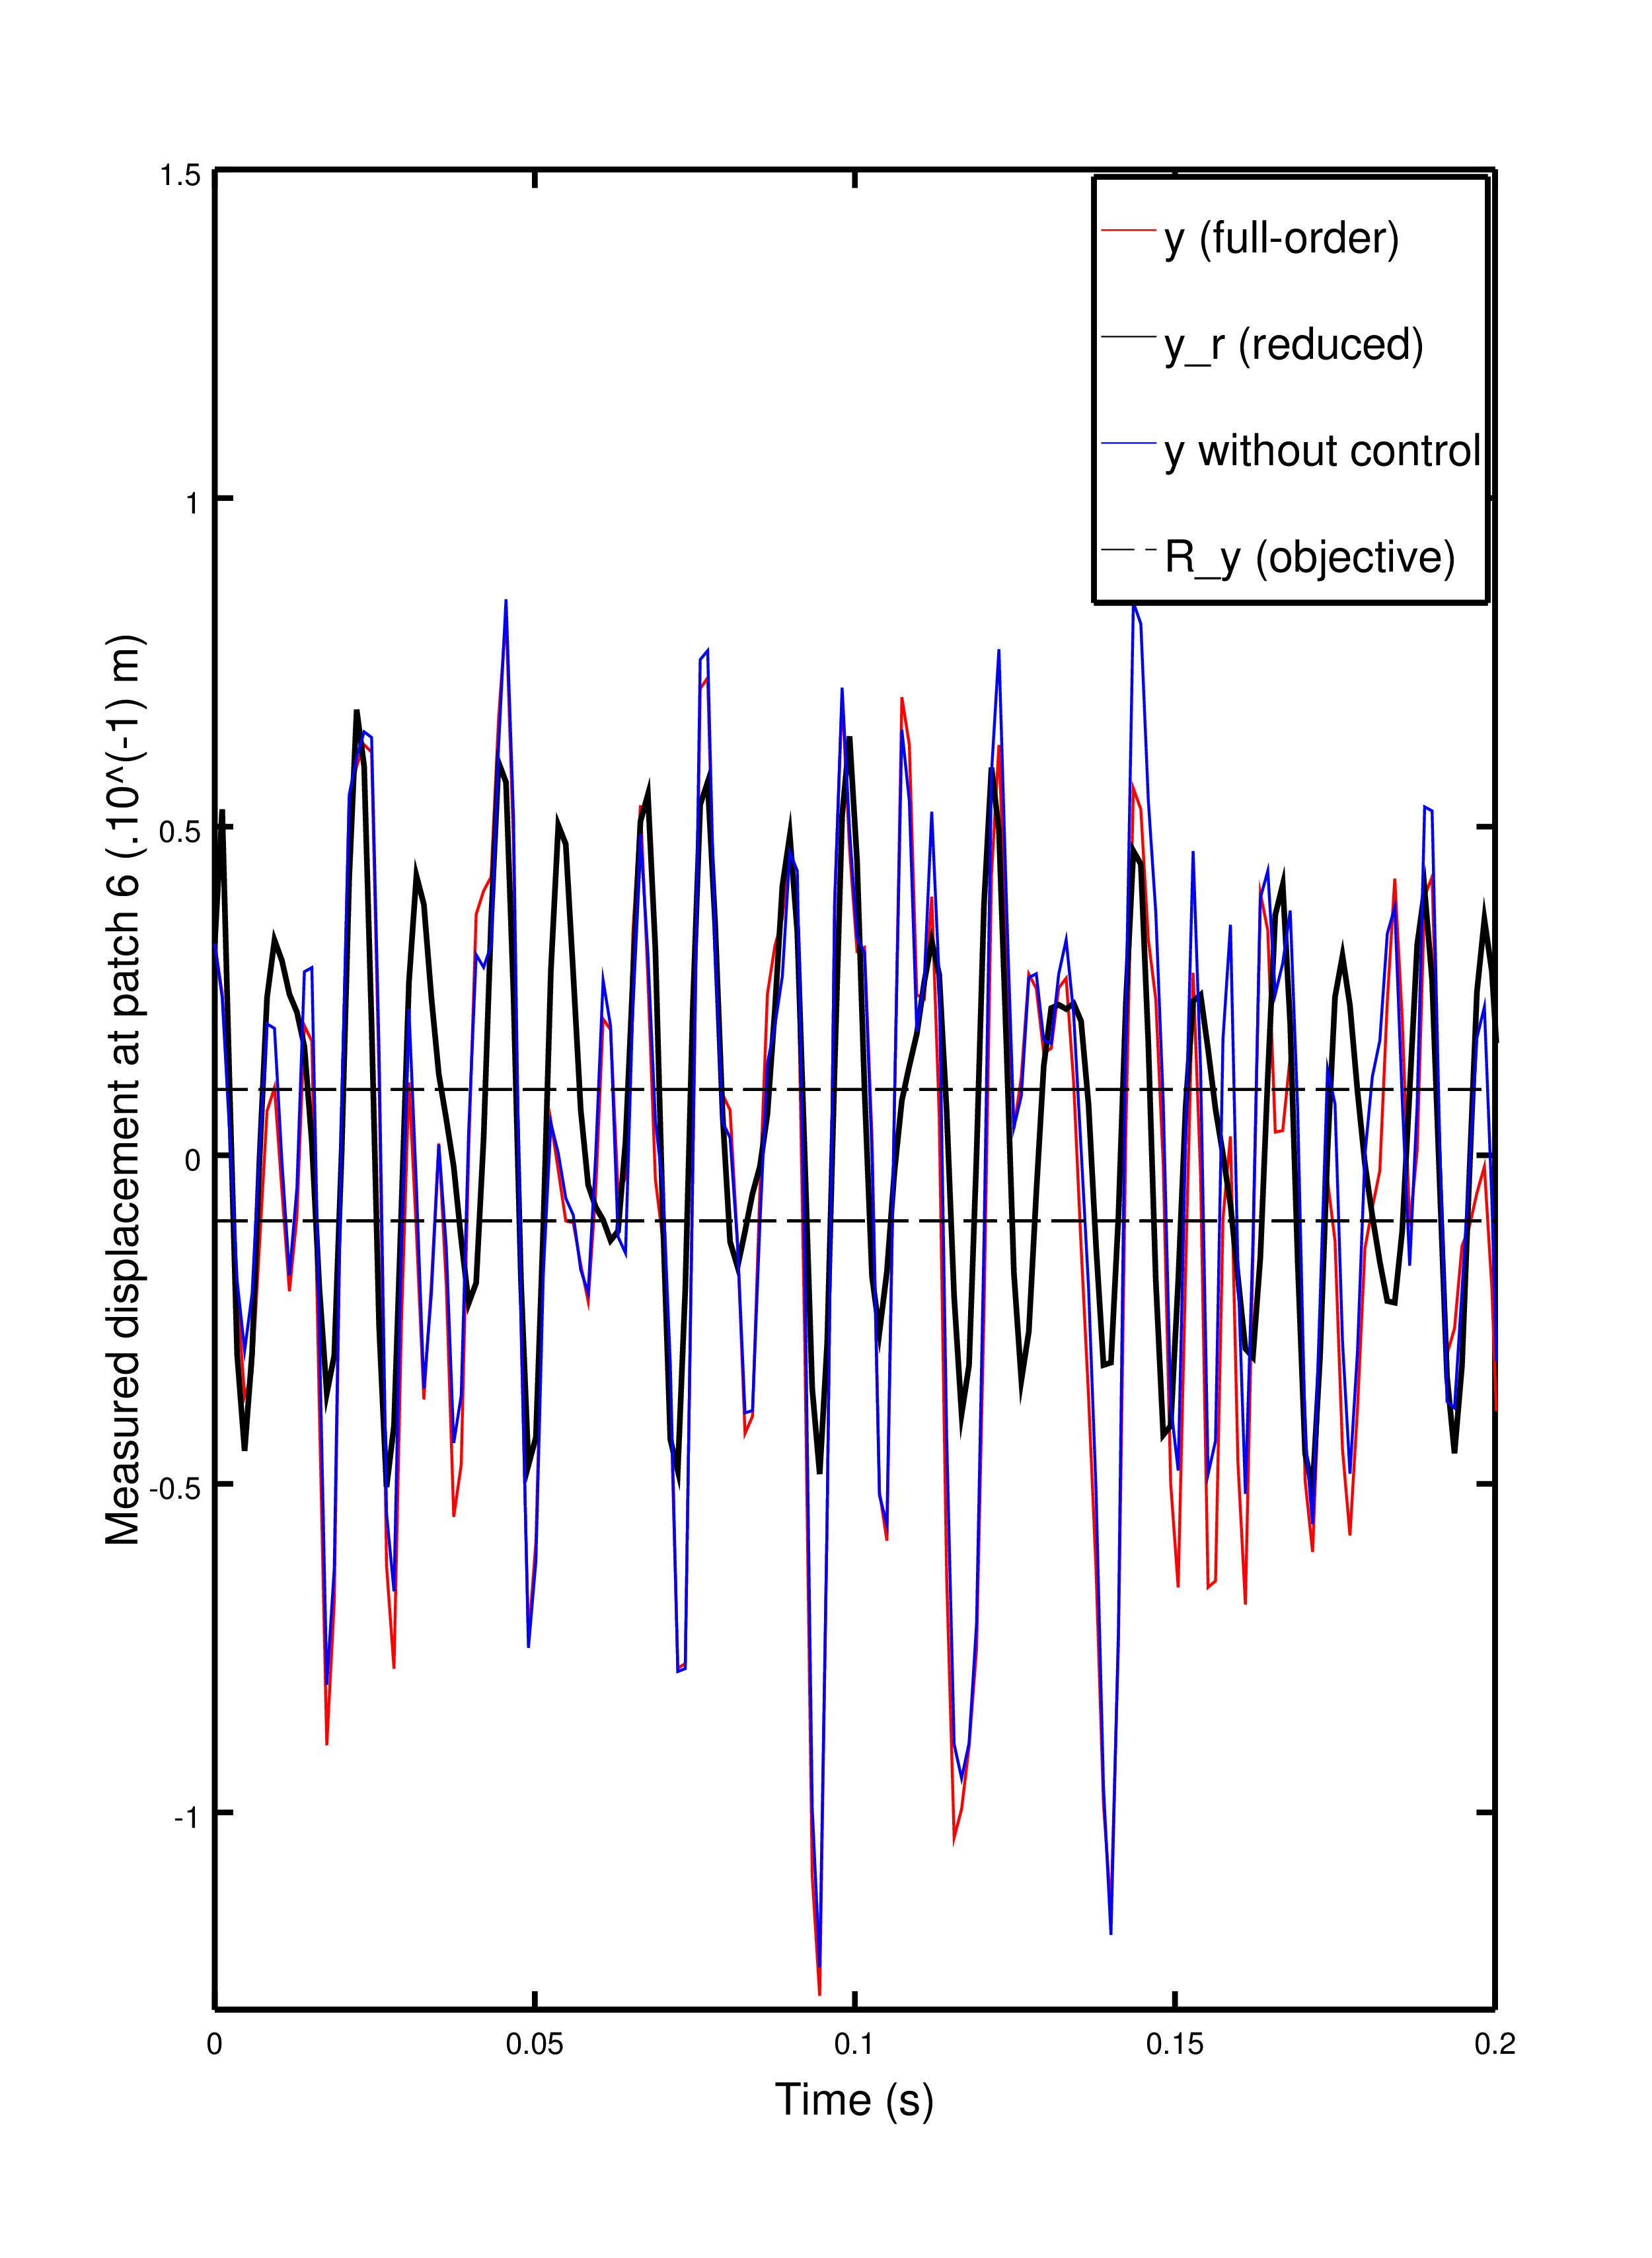 1.5
1
0.5
0
-0.5
-1
0
0.05
0.1
0.15
0.2
Time (s)
Measured displacement at patch 6 (.10^(-1) m)
y (full-order)
y_r (reduced)
y without control
R_y (objective)